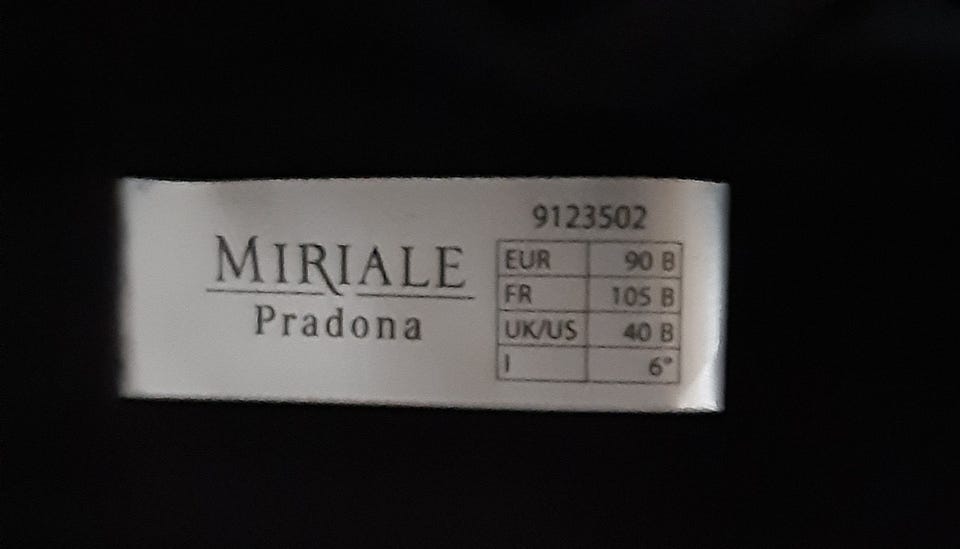 MIRIALE
Pradona
9123502
EUR 90 B
FR 105 B
UK/US 40 B
I 6°